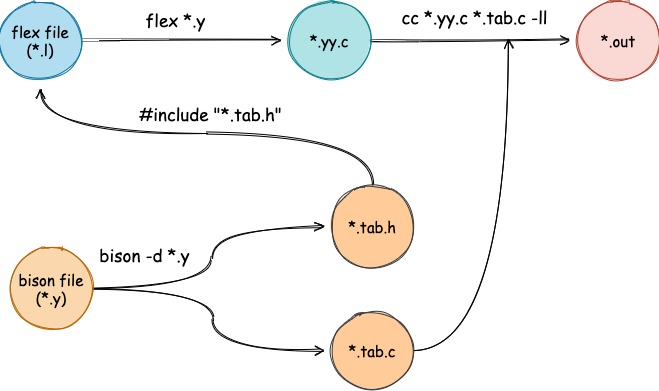 flex *.y
cc *.yy.c *.tab.c -ll
flex file
(*.l)
*.yy.c
*.out
#include "*.tab.h"
*.tab.h
bison -d *.y
bison file
(*.y)
*.tab.c